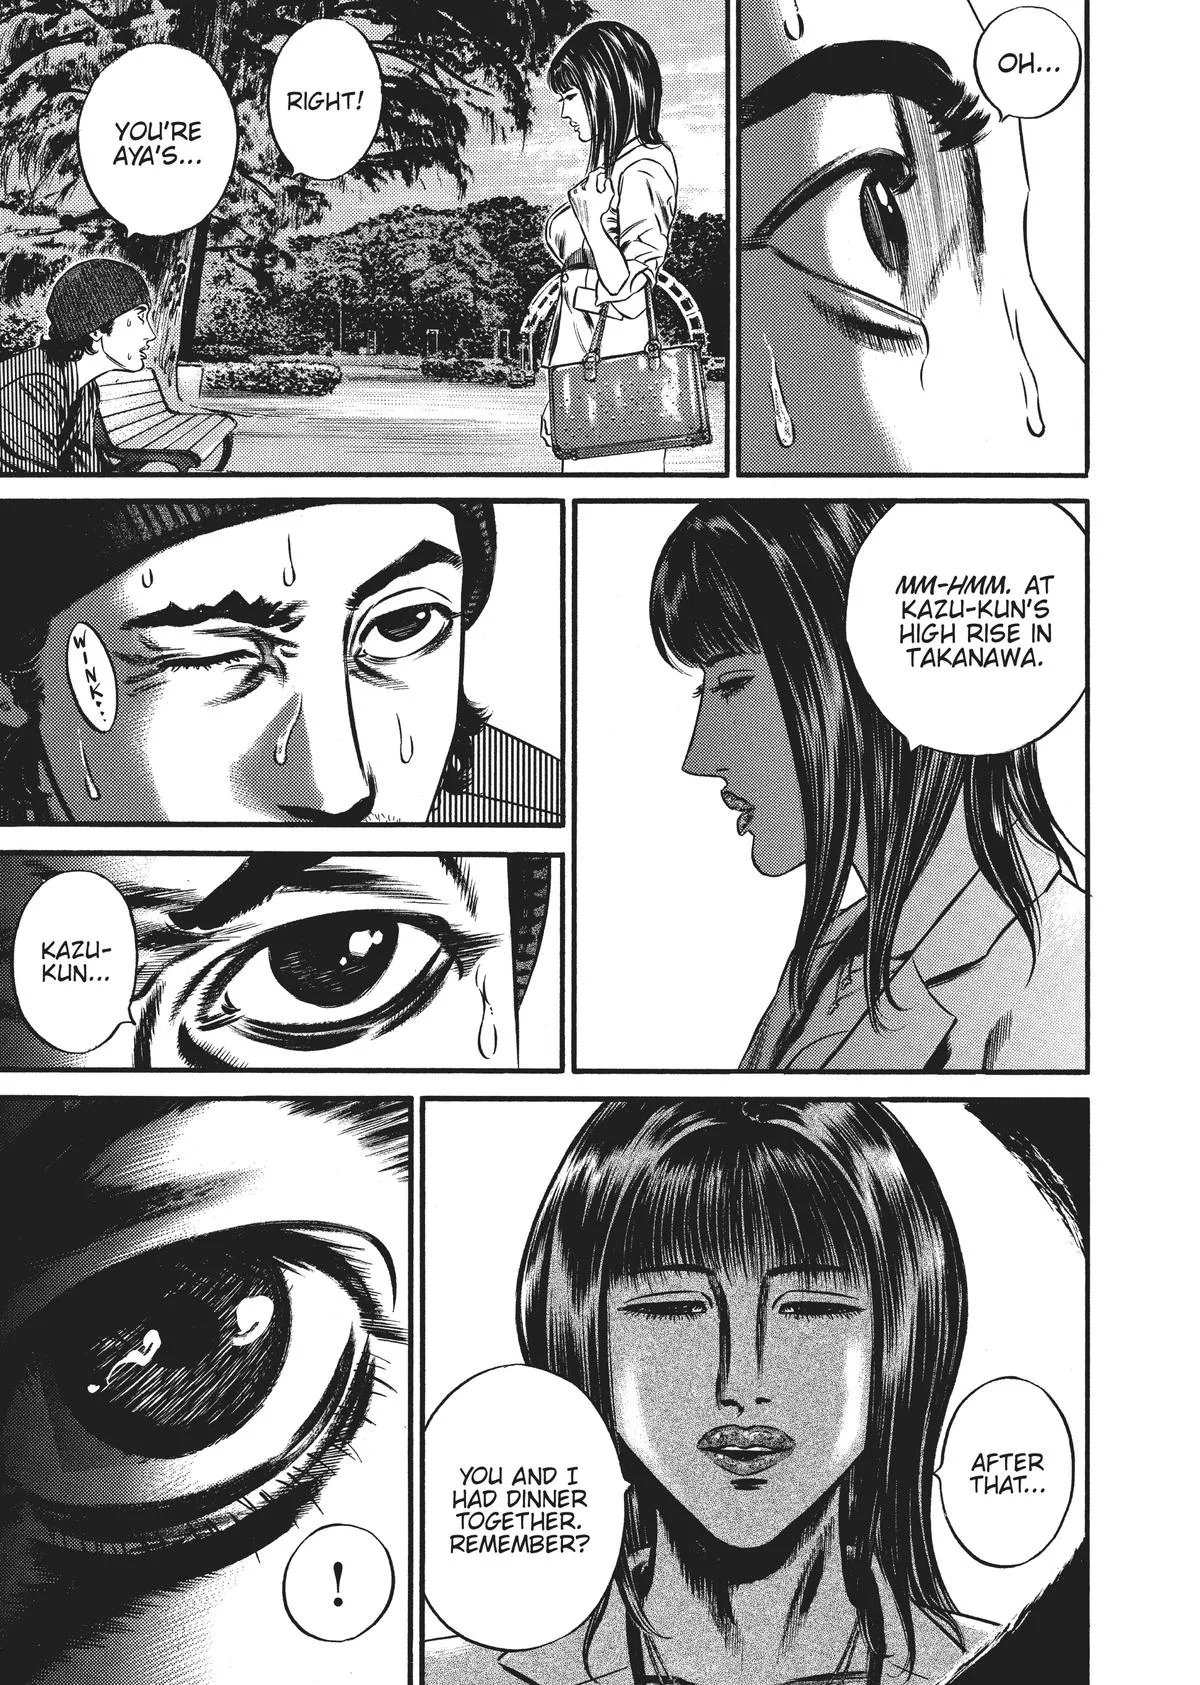 OH...
RIGHT!
YOU'RE
AYA'S...
MM-HMM. AT
KAZU-KUN'S
HIGH RISE IN
TAKANAWA.
WINK...
KAZU-
KUN...
AFTER
THAT...
YOU AND I
HAD DINNER
TOGETHER.
REMEMBER?
!